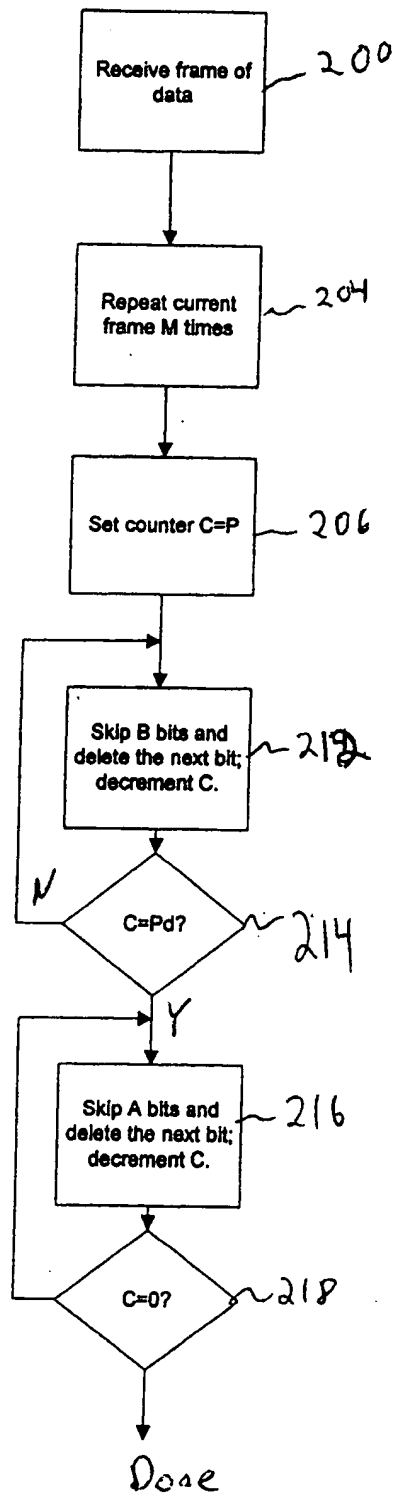 Receive frame of
data
200
Repeat current
frame M times
204
Set counter C=P
206
Skip B bits and
delete the next bit;
decrement C.
212
N
C=Pd?
214
Y
Skip A bits and
delete the next bit;
decrement C.
216
C=0?
218
Done